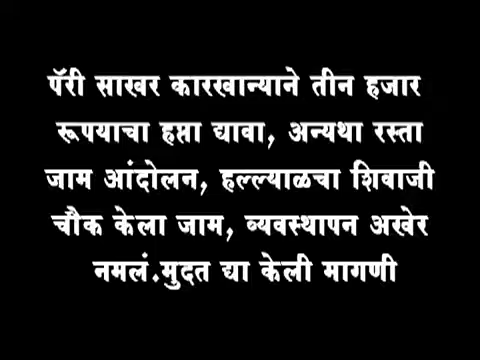 पॅरी साखर कारखान्याने तीन हजार
रूपयाचा हप्ता द्यावा, अन्यथा रस्ता
जाम आंदोलन, हल्ल्याळचा शिवाजी
चौक केला जाम, व्यवस्थापन अखेर
नमलं.मुदत द्या केली मागणी